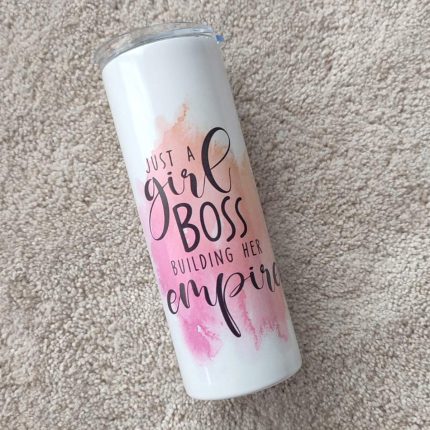 JUST A
girl
BOSS
BUILDING HER
empire